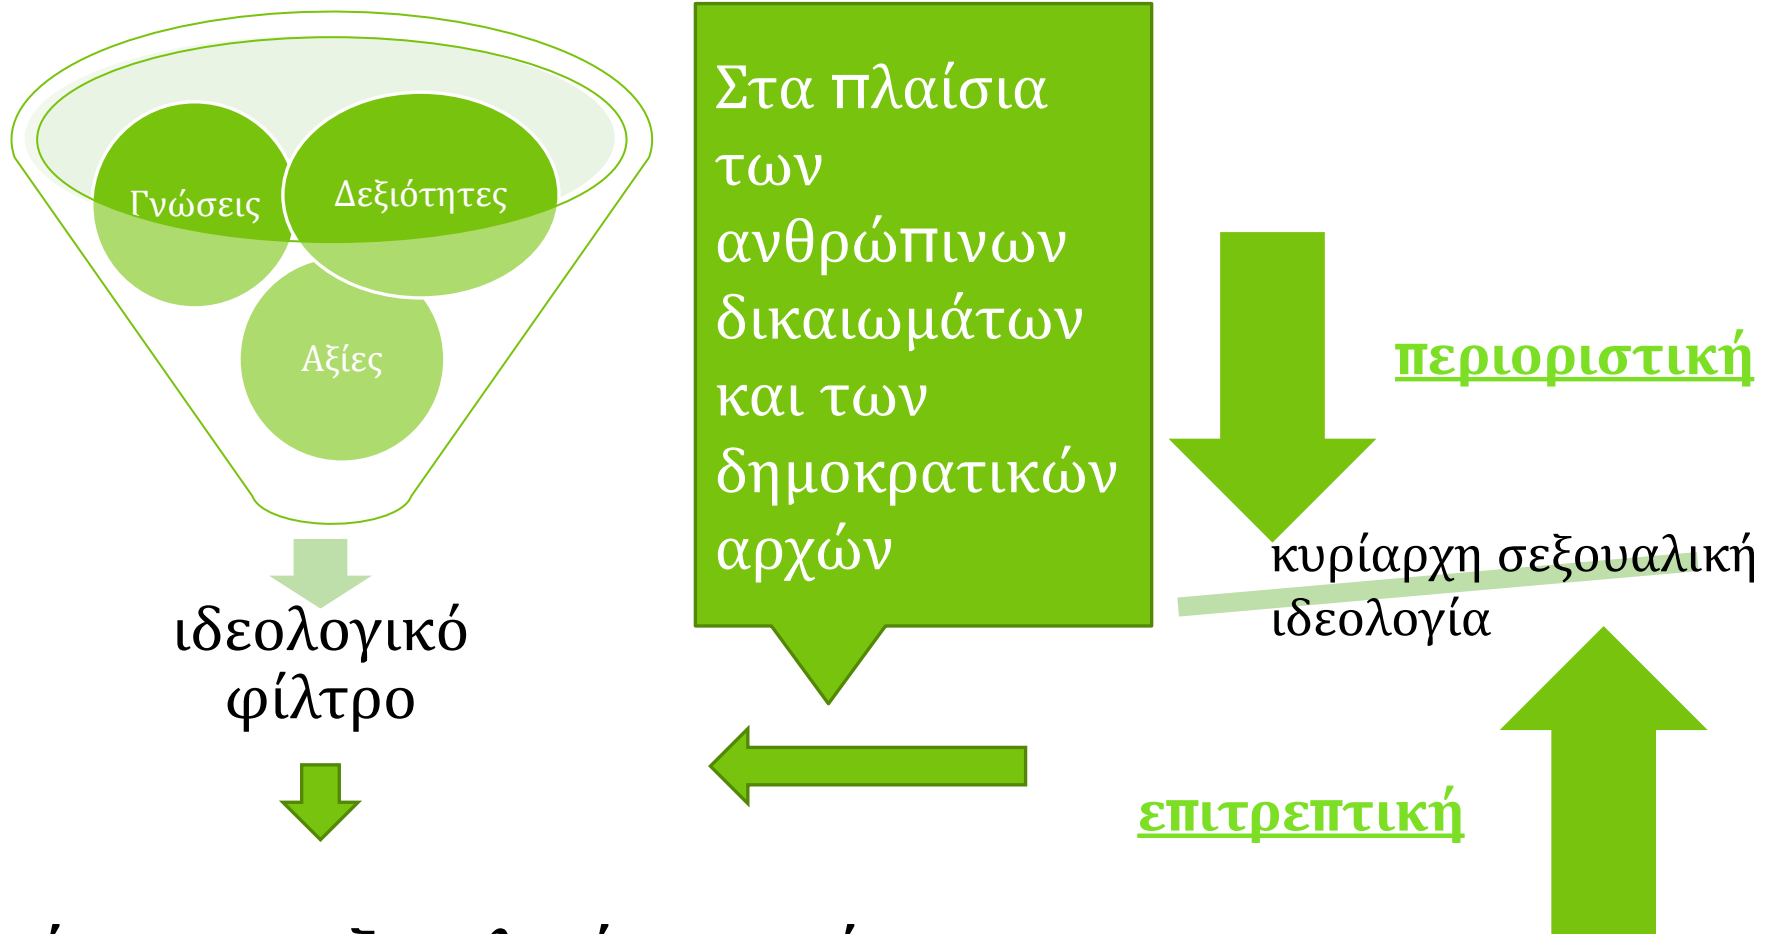 Γνώσεις
Δεξιότητες
Αξίες
ιδεολογικό
φίλτρο
Στα πλαίσια
των
ανθρώπινων
δικαιωμάτων
και των
δημοκρατικών
αρχών
περιοριστική
κυρίαρχη σεξουαλική
ιδεολογία
επιτρεπτική